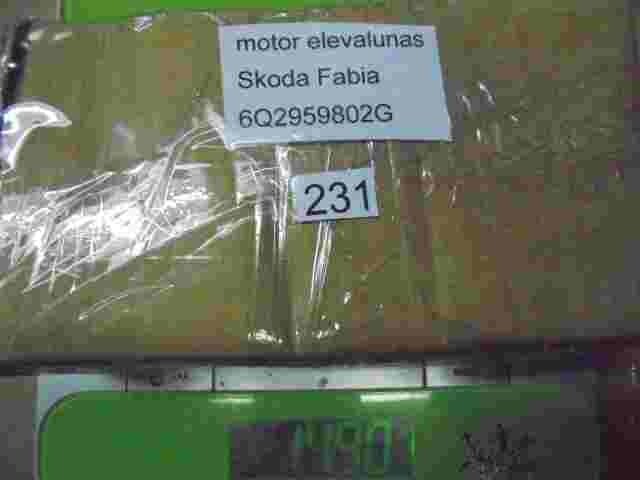 motor elevalunas
Skoda Fabia
6Q2959802G
231